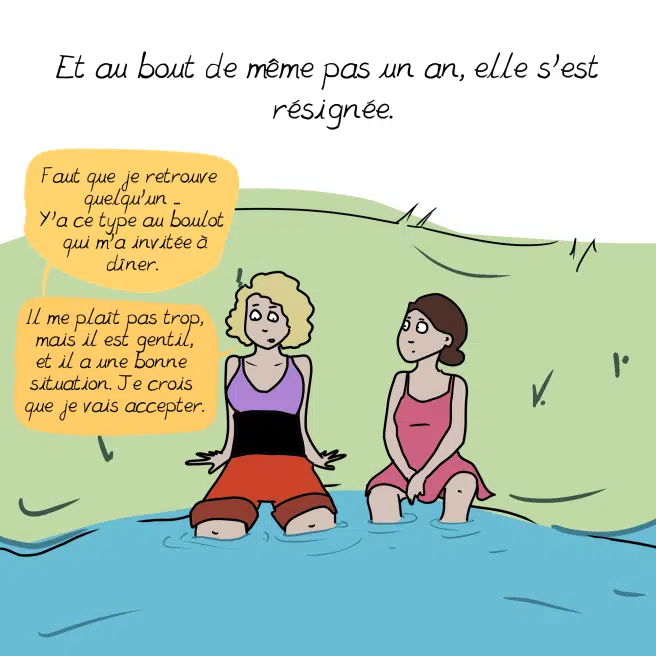 Et au bout de même pas un an, elle s'est
résignée.
Faut que je retrouve
quelqu'un ...
Y'a ce type au boulot
qui m'a invitée à
dîner.
Il me plaît pas trop,
mais il est gentil,
et il a une bonne
situation. Je crois
que je vais accepter.